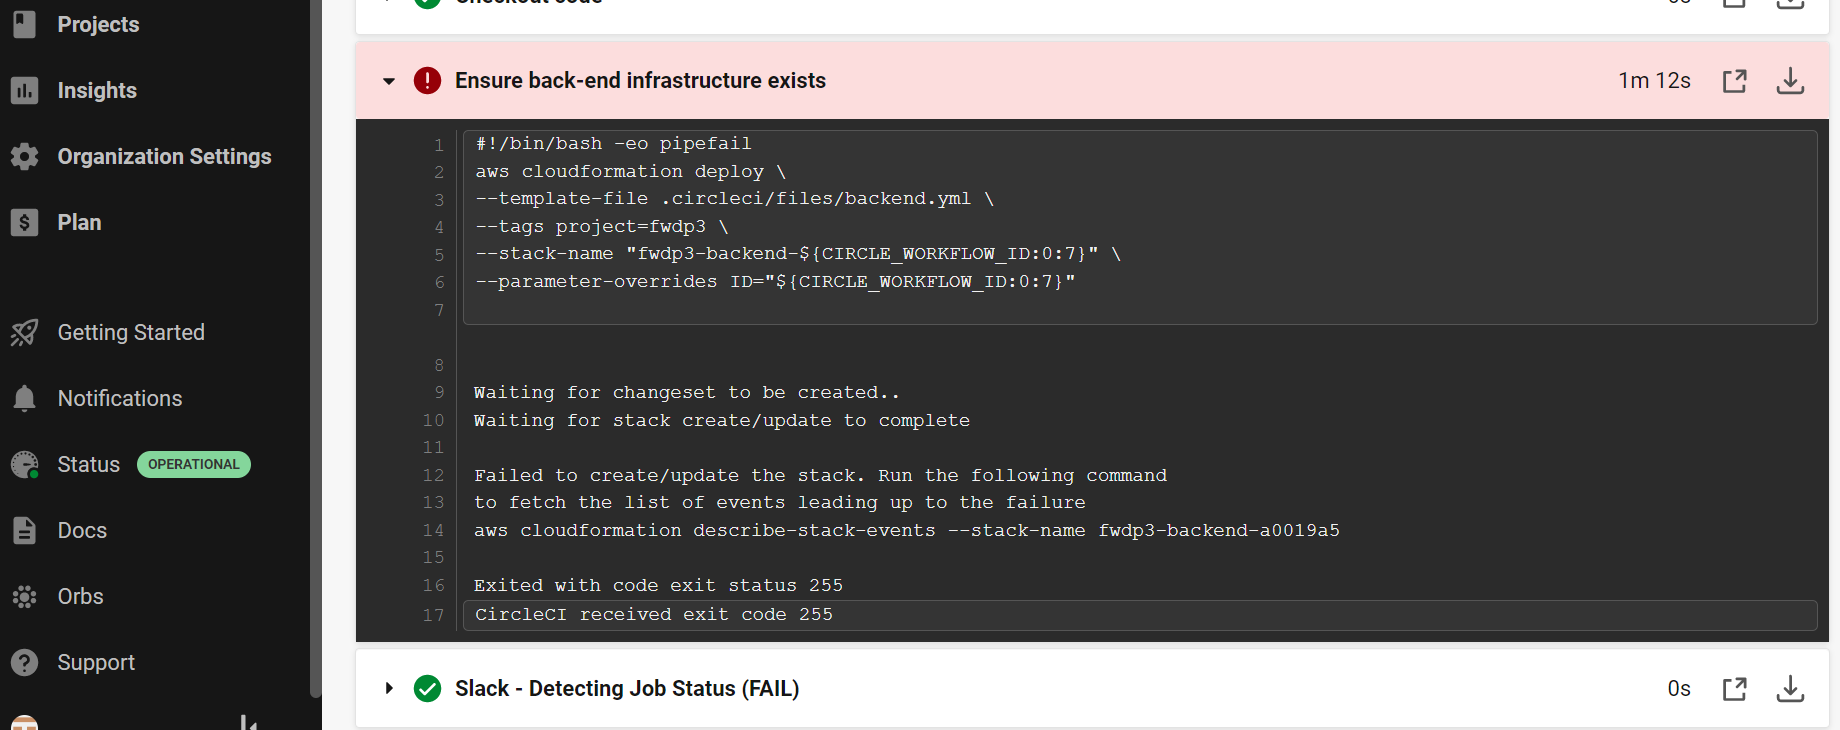 Projects
Insights
Organization Settings
Plan
Getting Started
Notifications
Status OPERATIONAL
Docs
Orbs
Support
Checkout code
Ensure back-end infrastructure exists 1m 12s
1 #!/bin/bash -eo pipefail
2 aws cloudformation deploy \
3 --template-file .circleci/files/backend.yml \
4 --tags project=fwdp3 \
5 --stack-name "fwdp3-backend-${CIRCLE_WORKFLOW_ID:0:7}" \
6 --parameter-overrides ID="${CIRCLE_WORKFLOW_ID:0:7}"
7
8
9 Waiting for changeset to be created..
10 Waiting for stack create/update to complete
11
12 Failed to create/update the stack. Run the following command
13 to fetch the list of events leading up to the failure
14 aws cloudformation describe-stack-events --stack-name fwdp3-backend-a0019a5
15
16 Exited with code exit status 255
17 CircleCI received exit code 255
Slack - Detecting Job Status (FAIL) 0s